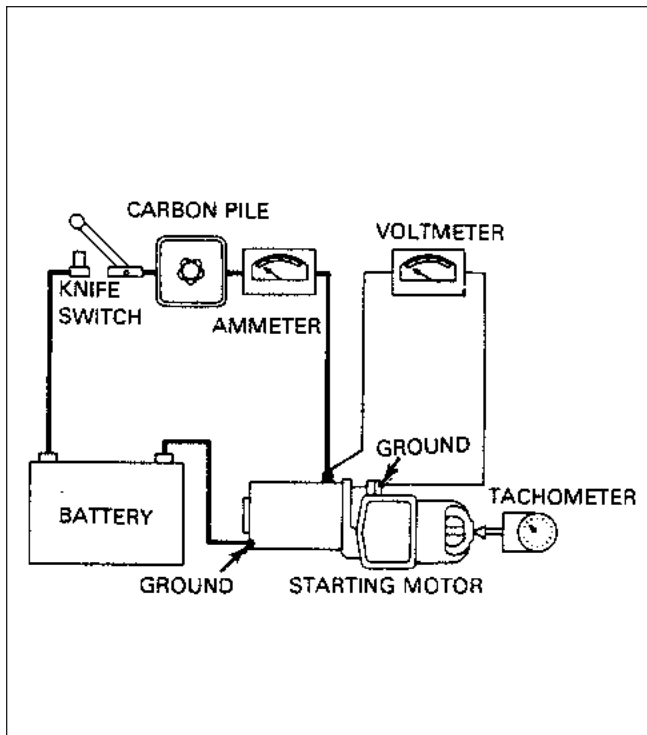 CARBON PILE
VOLTMETER
KNIFE
SWITCH
AMMETER
GROUND
TACHOMETER
BATTERY
GROUND
STARTING MOTOR